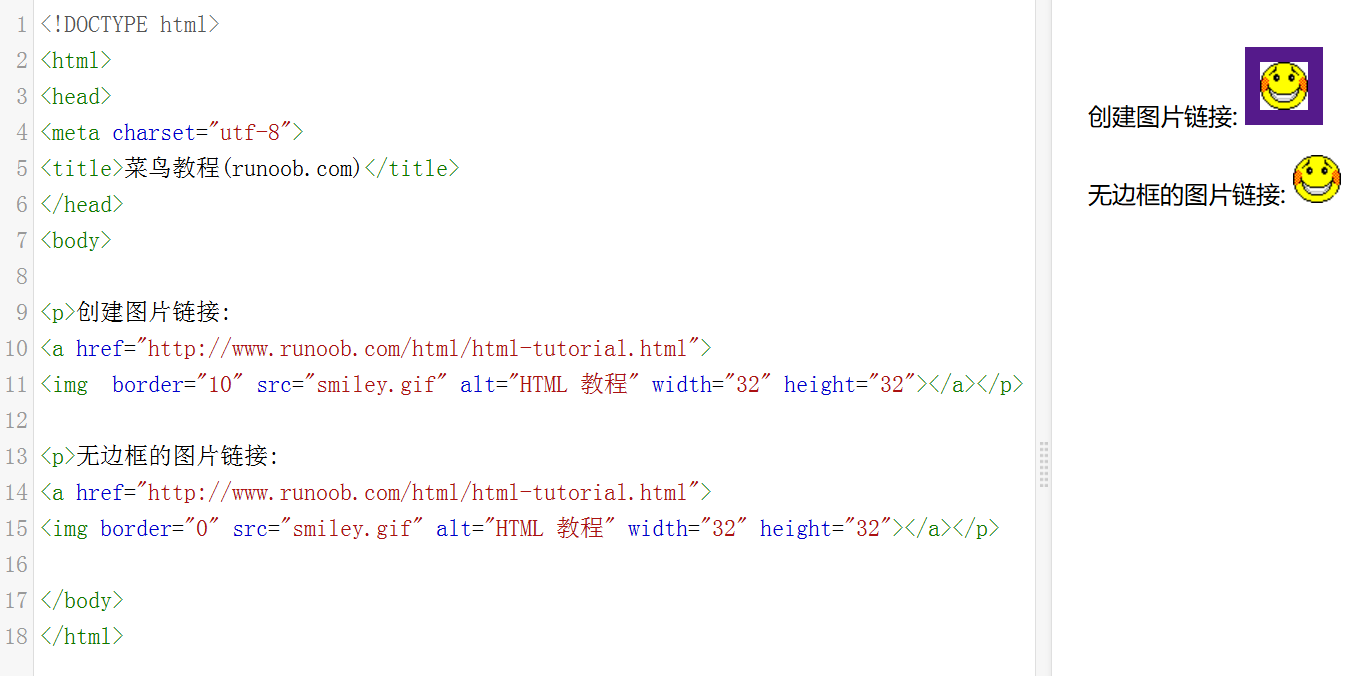 1 <!DOCTYPE html>
2 <html>
3 <head>
4 <meta charset="utf-8">
5 <title>菜鸟教程(runoob.com)</title>
6 </head>
7 <body>
8
9 <p>创建图片链接:
10 <a href="http://www.runoob.com/html/html-tutorial.html">
11 <img  border="10" src="smiley.gif" alt="HTML 教程" width="32" height="32"></a></p>
12
13 <p>无边框的图片链接:
14 <a href="http://www.runoob.com/html/html-tutorial.html">
15 <img border="0" src="smiley.gif" alt="HTML 教程" width="32" height="32"></a></p>
16
17 </body>
18 </html>
创建图片链接:
无边框的图片链接: